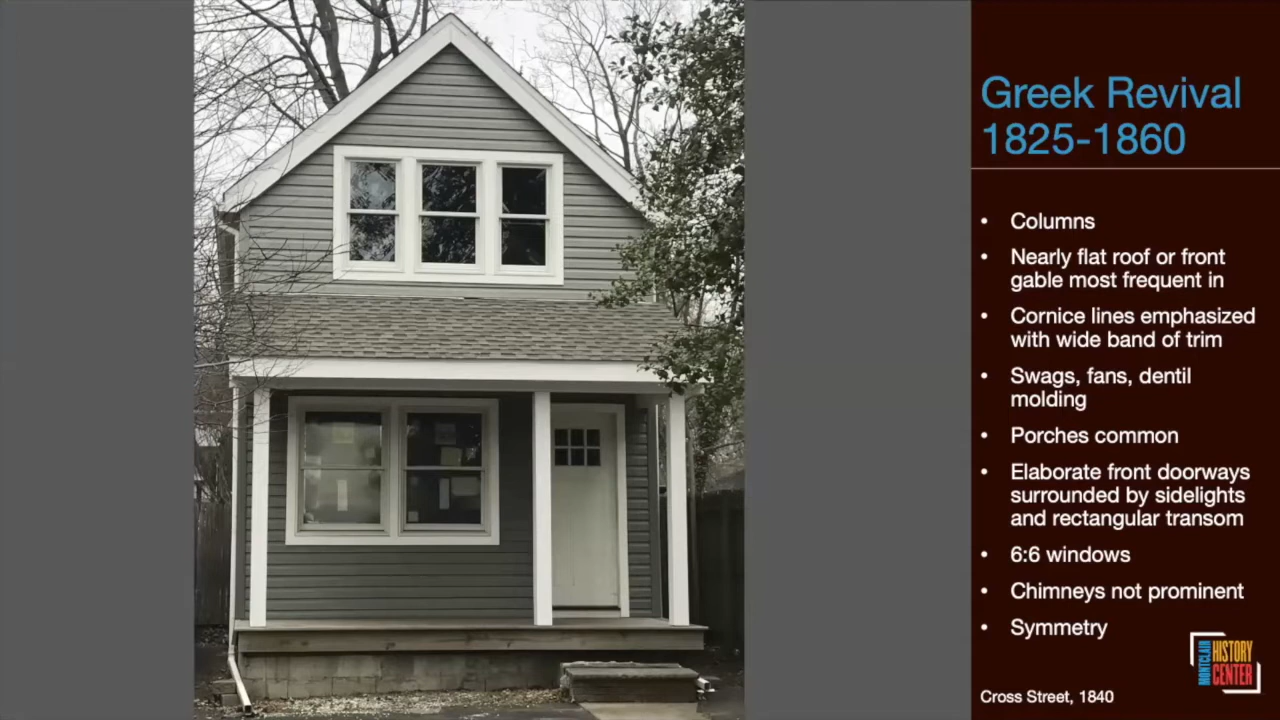 Greek Revival
1825-1860
• Columns
• Nearly flat roof or front
gable most frequent in
• Cornice lines emphasized
with wide band of trim
• Swags, fans, dentil
molding
• Porches common
• Elaborate front doorways
surrounded by sidelights
and rectangular transom
• 6:6 windows
• Chimneys not prominent
• Symmetry
MONTCLAIR
HISTORY
CENTER
Cross Street, 1840